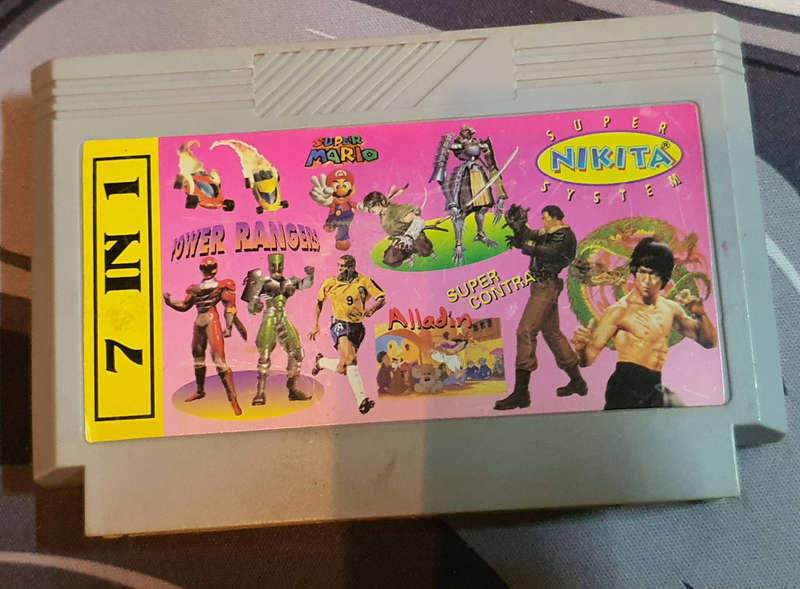 7 IN 1
SUPER
MARIO
SUPER
NIKITA®
SYSTEM
POWER RANGERS
SUPER
CONTRA
Alladin
9